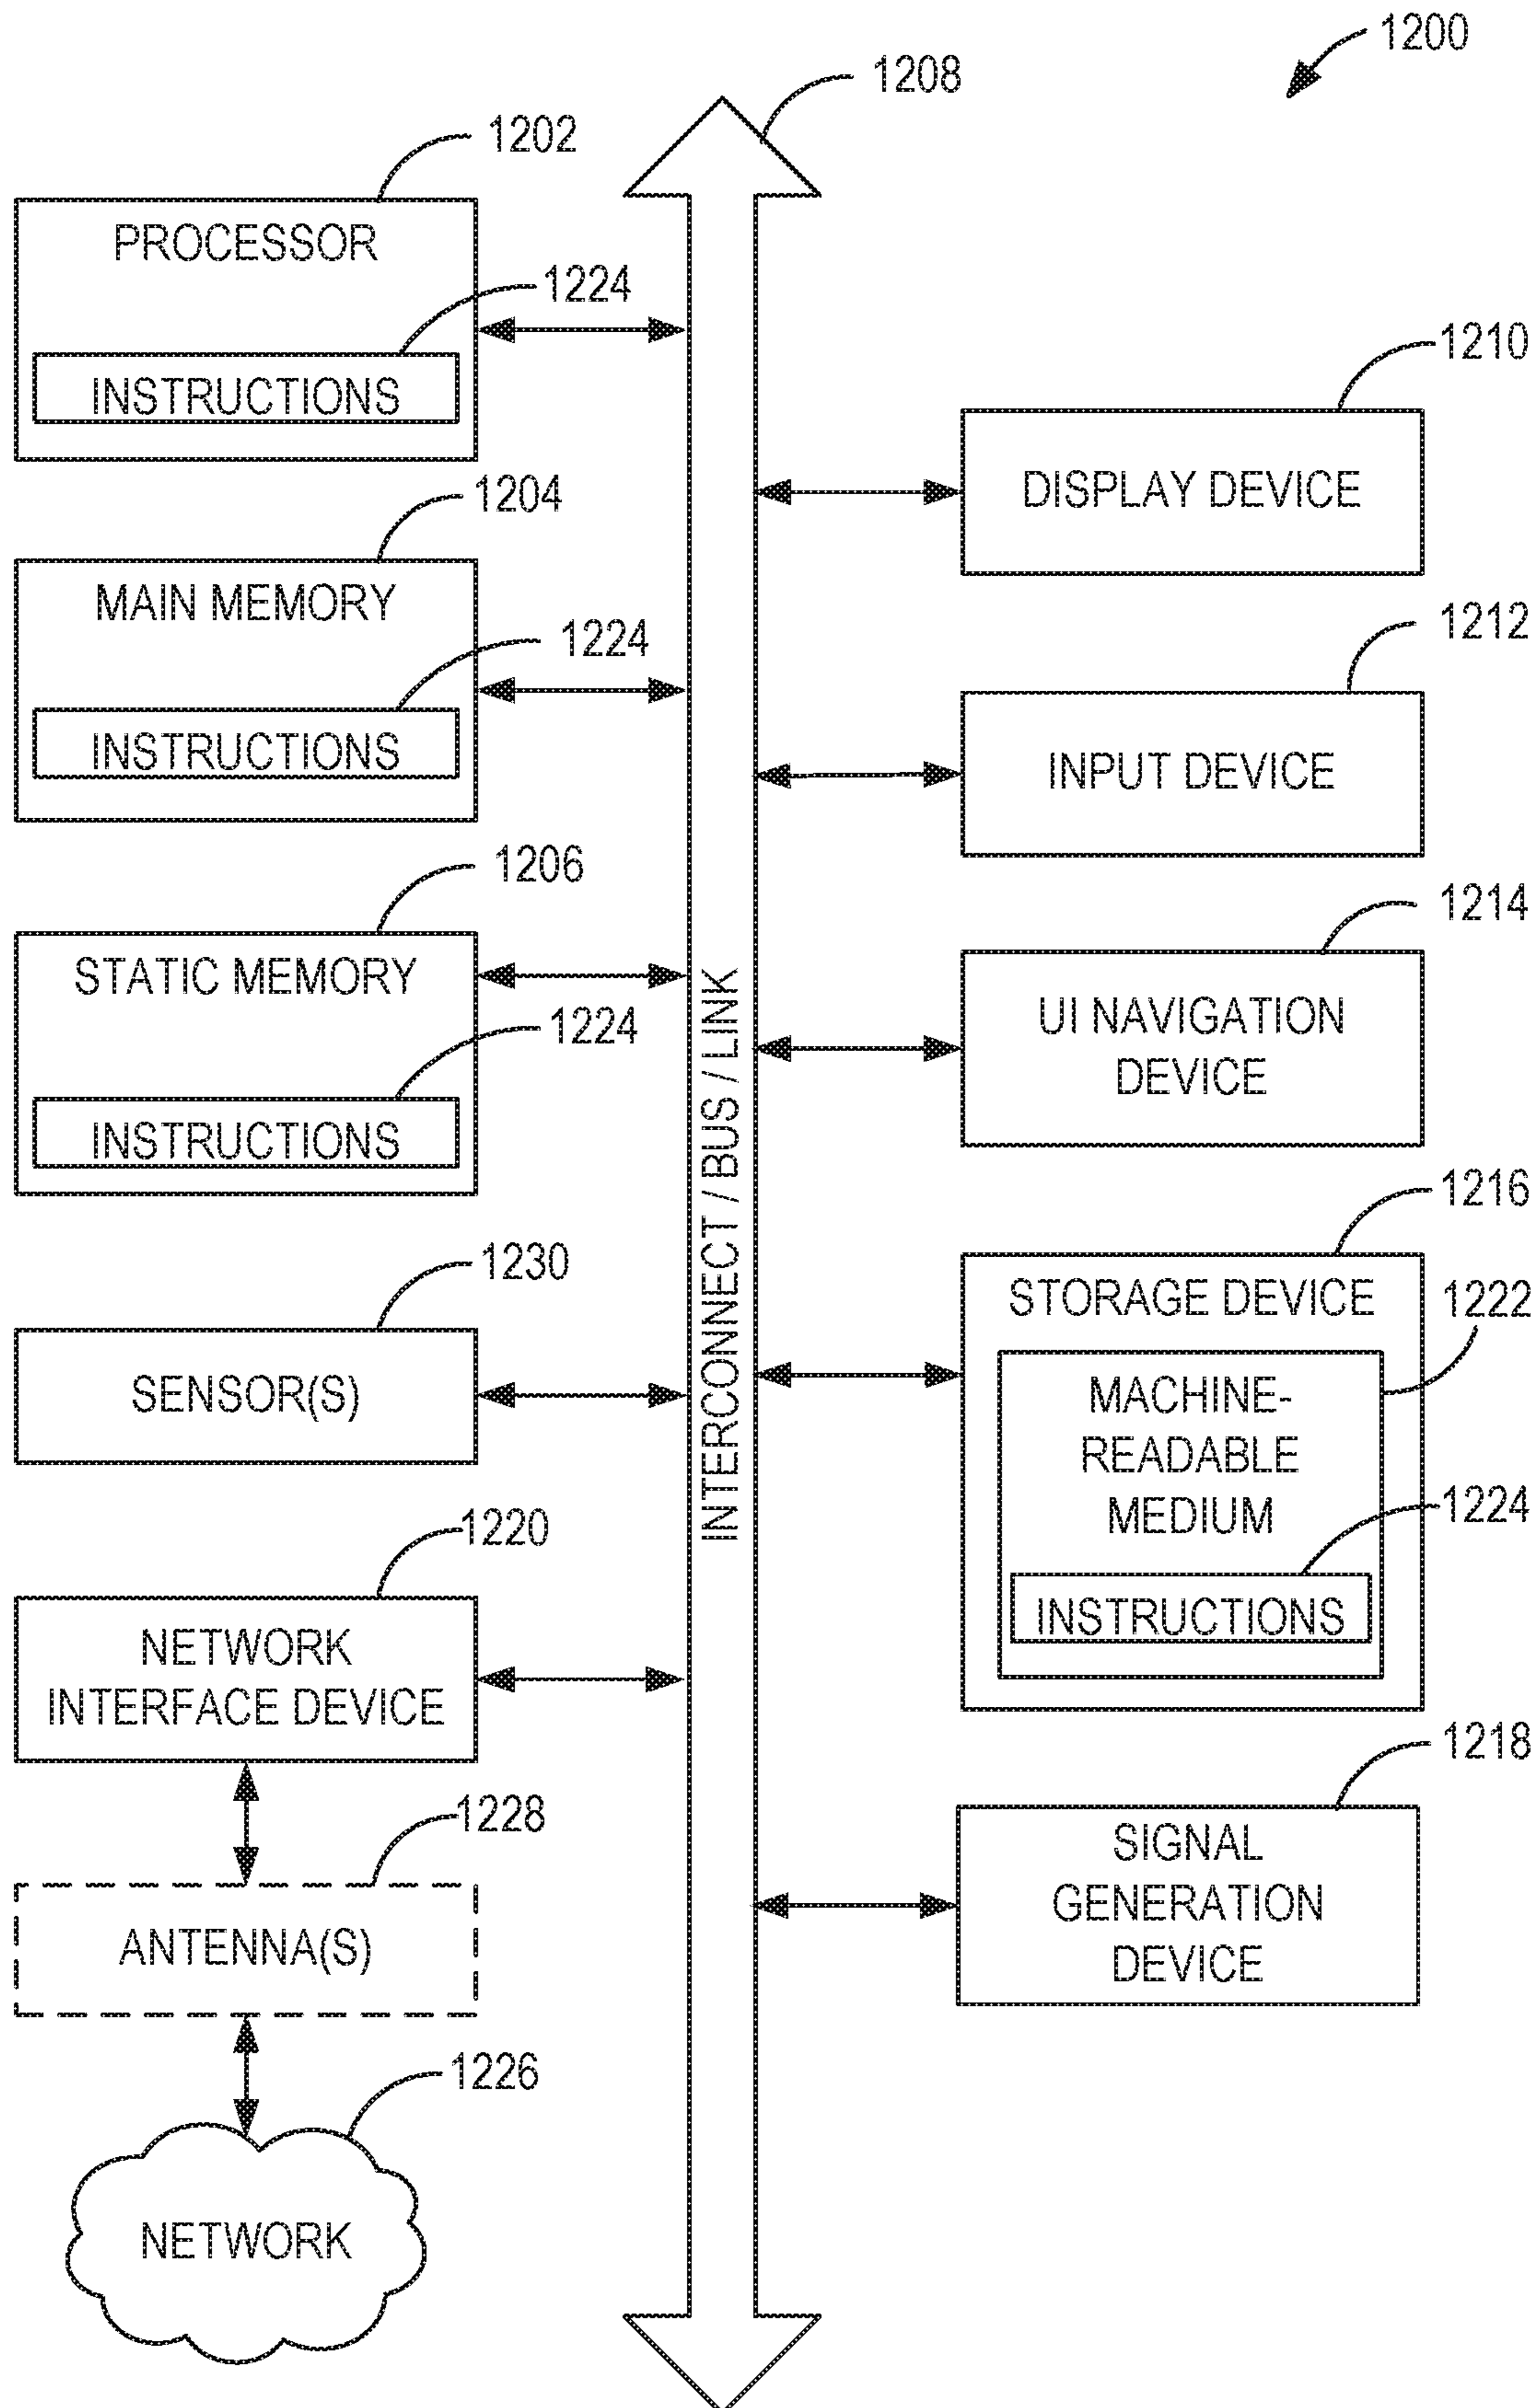 1200
1208
1202
PROCESSOR
1224
INSTRUCTIONS
1204
MAIN MEMORY
1224
INSTRUCTIONS
1206
STATIC MEMORY
1224
INSTRUCTIONS
1230
SENSOR(S)
1220
NETWORK
INTERFACE DEVICE
1228
ANTENNA(S)
1226
NETWORK
INTERCONNECT / BUS / LINK
1210
DISPLAY DEVICE
1212
INPUT DEVICE
1214
UI NAVIGATION
DEVICE
1216
STORAGE DEVICE
1222
MACHINE-
READABLE
MEDIUM
1224
INSTRUCTIONS
1218
SIGNAL
GENERATION
DEVICE